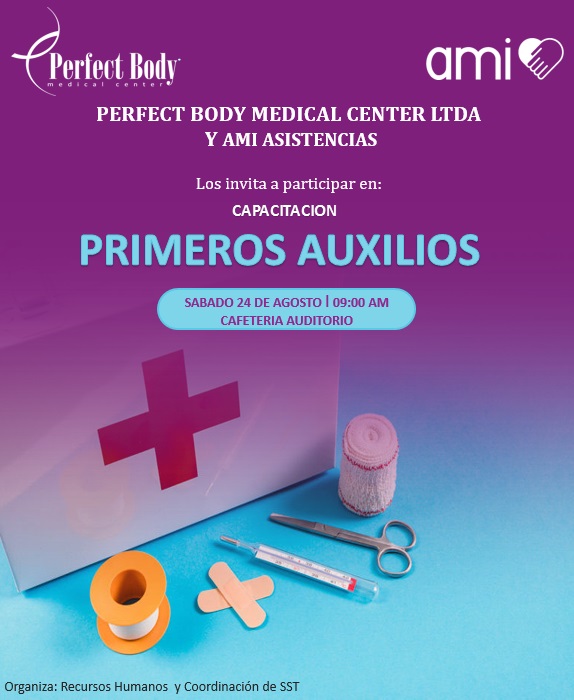 Perfect Body
medical center
ami
PERFECT BODY MEDICAL CENTER LTDA
Y AMI ASISTENCIAS
Los invita a participar en:
CAPACITACION
PRIMEROS AUXILIOS
SABADO 24 DE AGOSTO | 09:00 AM
CAFETERIA AUDITORIO
Organiza: Recursos Humanos y Coordinación de SST